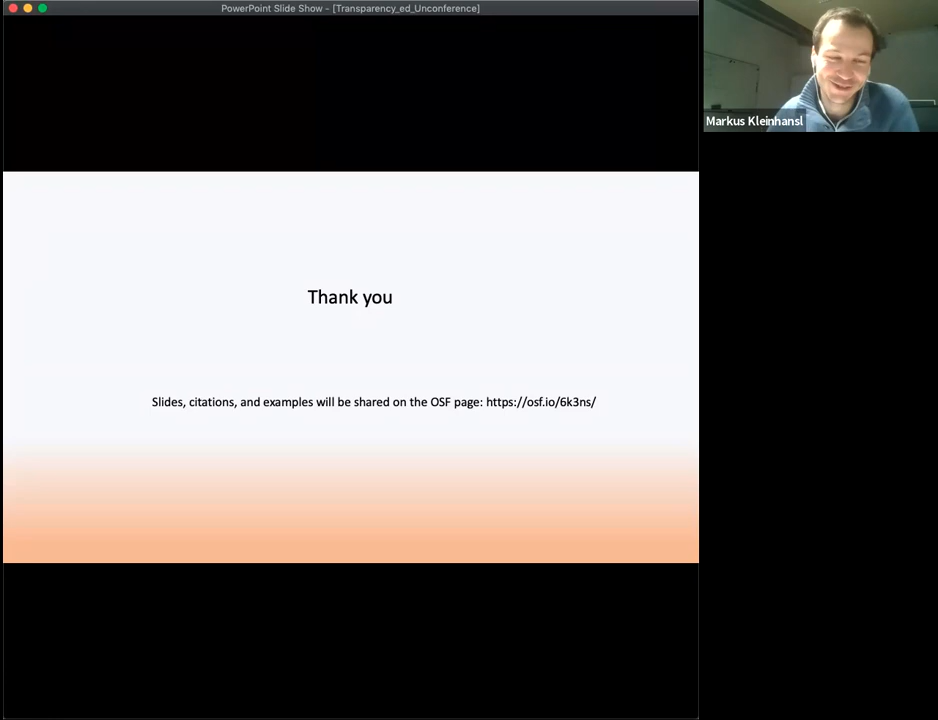 PowerPoint Slide Show - [Transparency_ed_Unconference]
Markus Kleinhansl
Thank you
Slides, citations, and examples will be shared on the OSF page: https://osf.io/6k3ns/